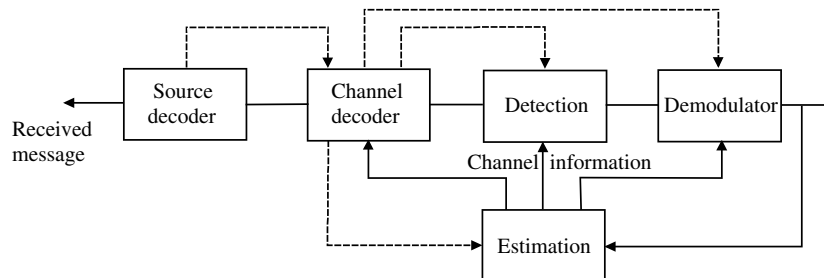 Source
decoder
Channel
decoder
Detection
Demodulator
Received
message
Channel information
Estimation